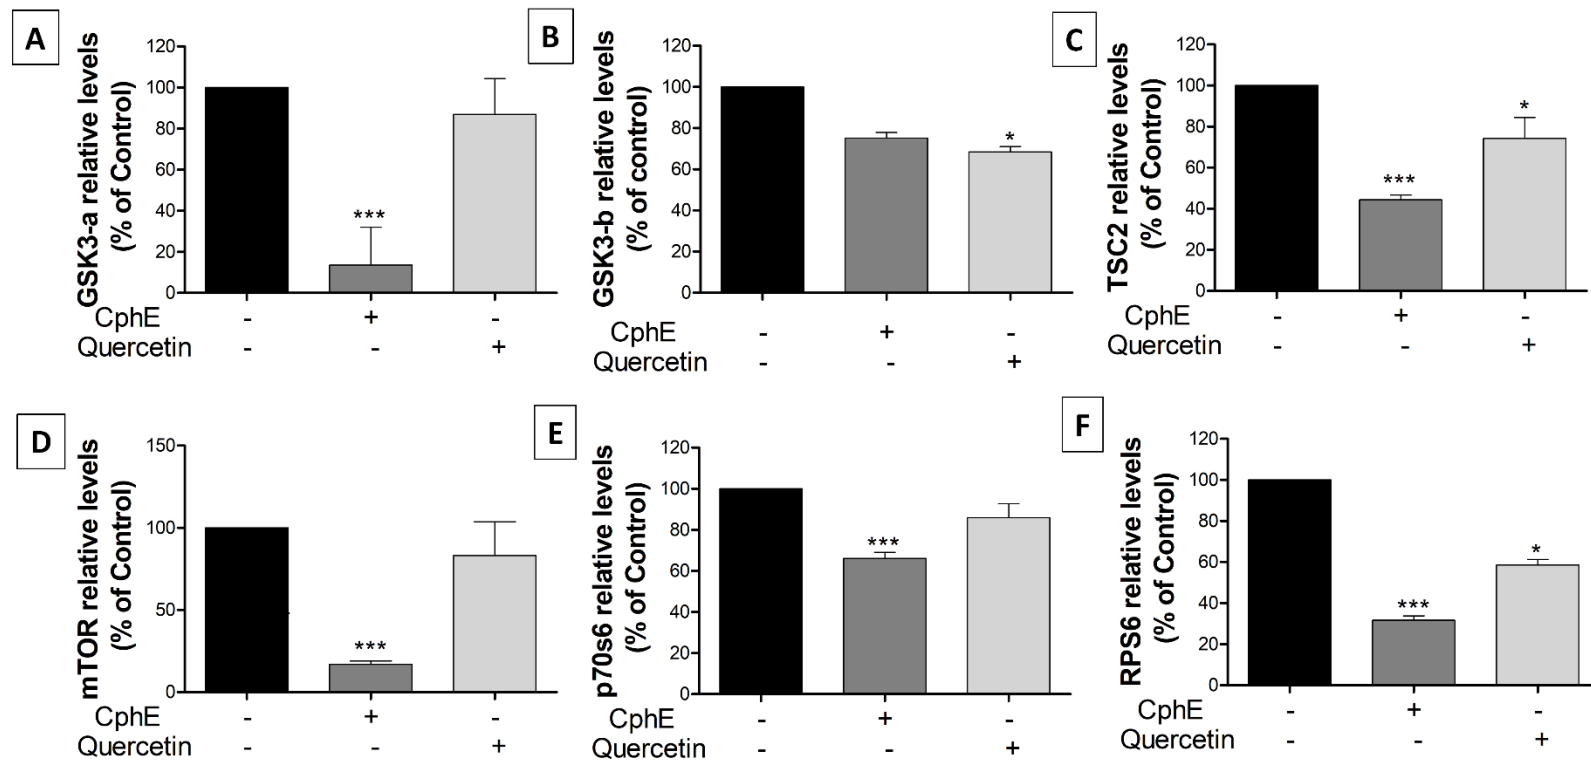 A
GSK3-a relative levels
(% of Control)
120
100
80
60
40
20
0
***
CphE - + -
Quercetin - - +
B
GSK3-b relative levels
(% of control)
120
100
80
60
40
20
0
*
CphE - + -
Quercetin - - +
C
TSC2 relative levels
(% of Control)
120
100
80
60
40
20
0
***
*
CphE - + -
Quercetin - - +
D
mTOR relative levels
(% of Control)
150
100
50
0
***
CphE - + -
Quercetin - - +
E
p70s6 relative levels
(% of Control)
120
100
80
60
40
20
0
***
CphE - + -
Quercetin - - +
F
RPS6 relative levels
(% of Control)
120
100
80
60
40
20
0
***
*
CphE - + -
Quercetin - - +